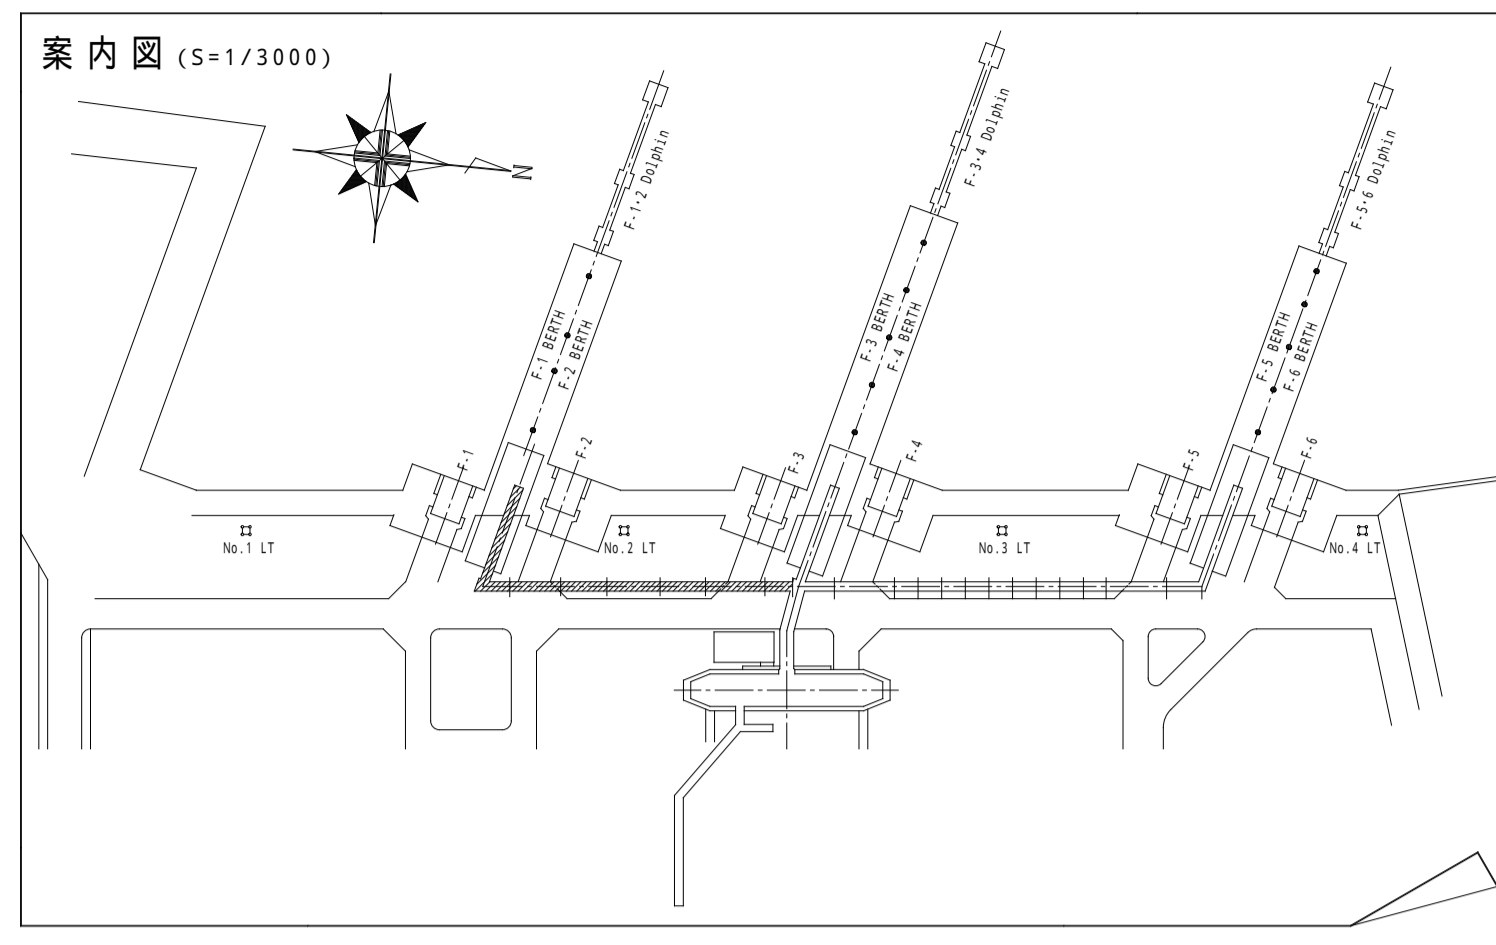 案内図 (S=1/3000)
N
F-1・2 Dolphin
F-3・4 Dolphin
F-5・6 Dolphin
F-1 BERTH
F-2 BERTH
F-3 BERTH
F-4 BERTH
F-5 BERTH
F-6 BERTH
F-1
F-2
F-3
F-4
F-5
F-6
No.1 LT
No.2 LT
No.3 LT
No.4 LT